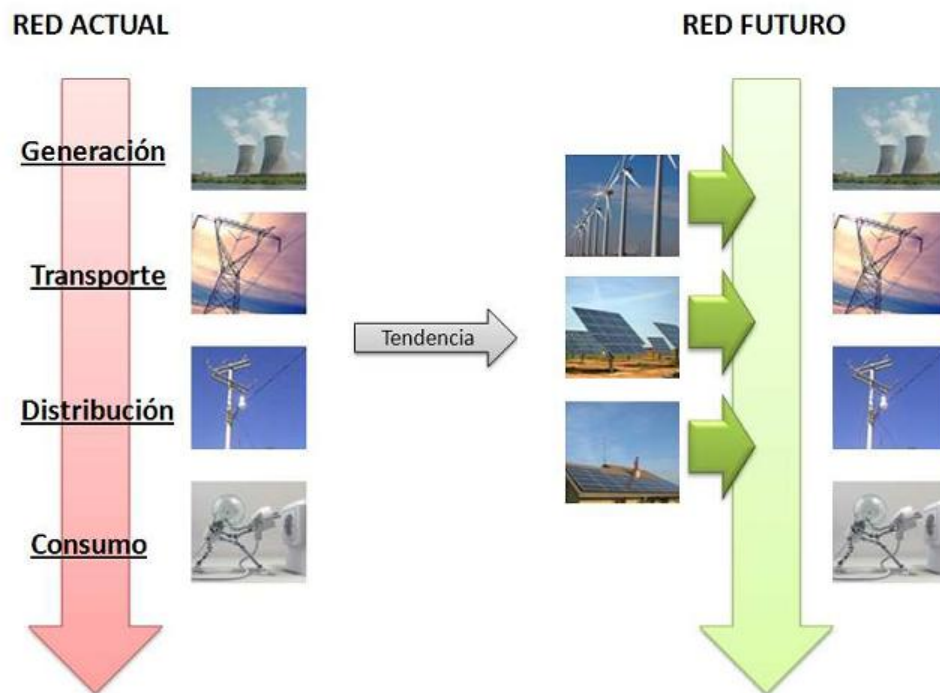 RED ACTUAL
RED FUTURO
Generación
Transporte
Tendencia
Distribución
Consumo